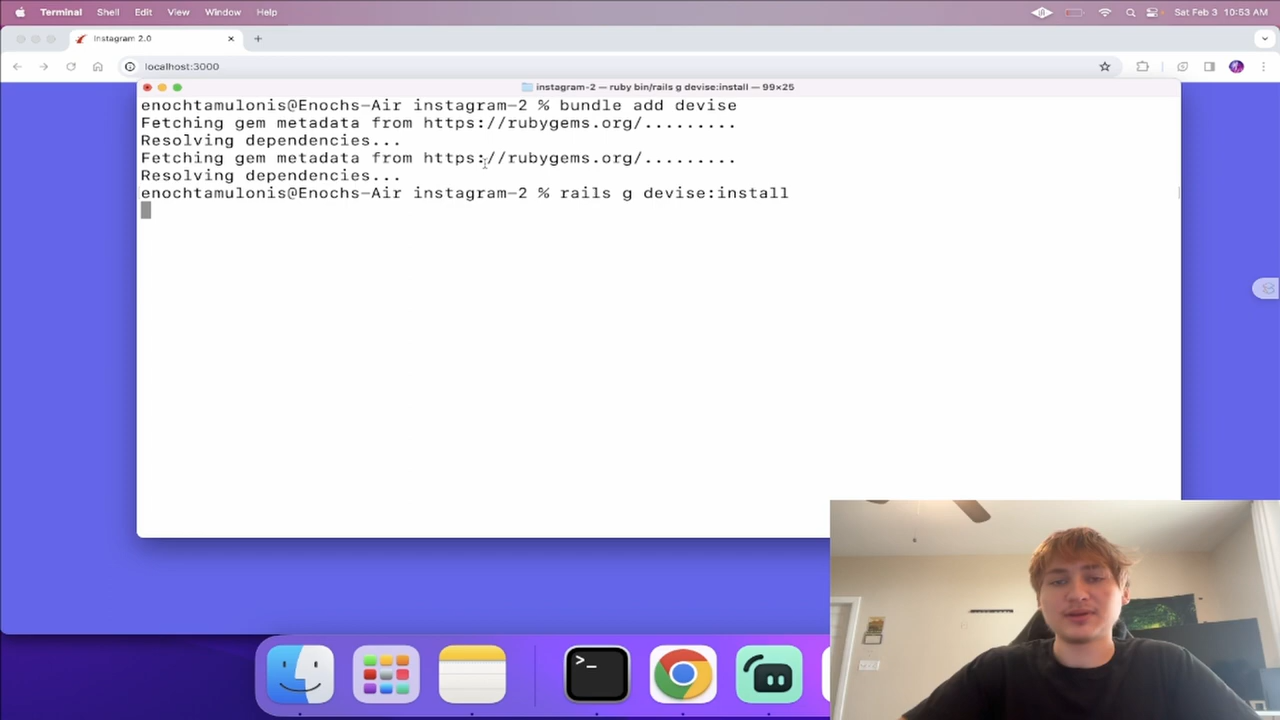 Terminal Shell Edit View Window Help Sat Feb 3 10:53 AM
Instagram 2.0
localhost:3000
instagram-2 — ruby bin/rails g devise:install — 99×25
enochtamulonis@Enochs-Air instagram-2 % bundle add devise
Fetching gem metadata from https://rubygems.org/.........
Resolving dependencies...
Fetching gem metadata from https://rubygems.org/.........
Resolving dependencies...
enochtamulonis@Enochs-Air instagram-2 % rails g devise:install